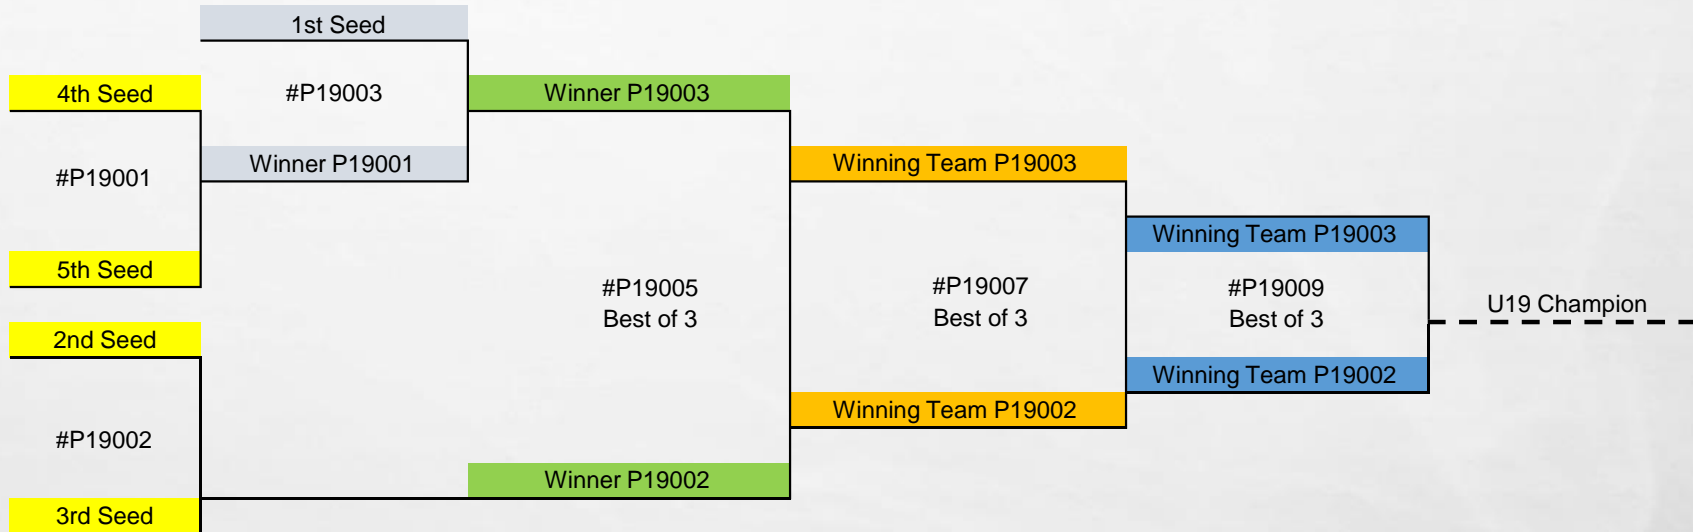 1st Seed
4th Seed
#P19003
Winner P19003
Winner P19001
Winning Team P19003
#P19001
Winning Team P19003
5th Seed
#P19005
Best of 3
#P19007
Best of 3
#P19009
Best of 3
U19 Champion
2nd Seed
Winning Team P19002
Winning Team P19002
#P19002
Winner P19002
3rd Seed